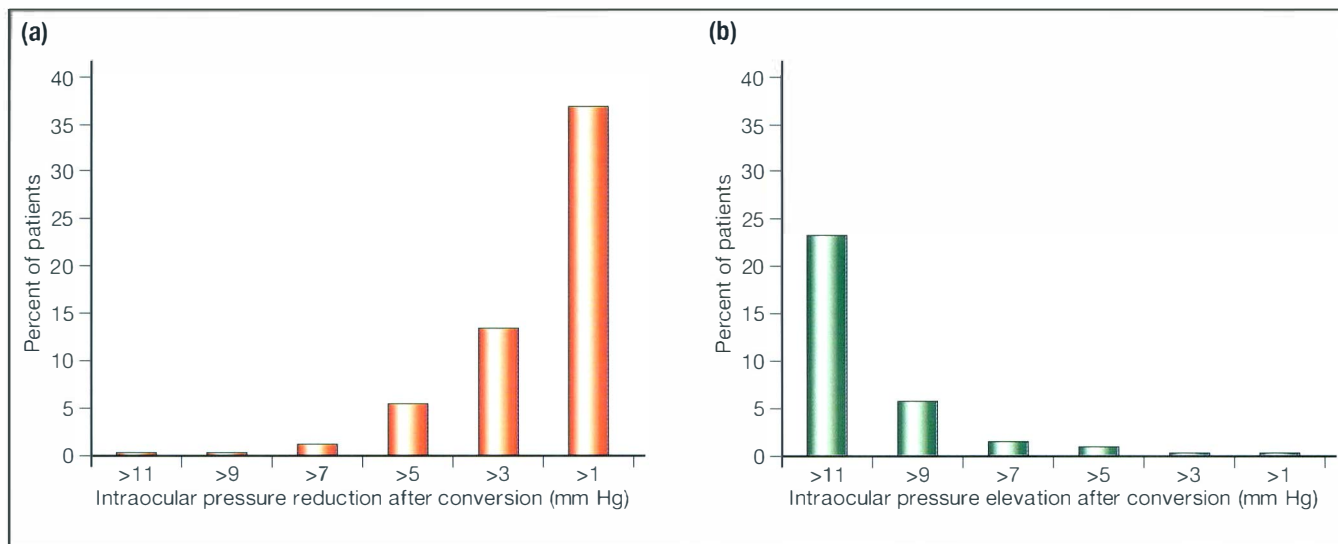 (a)
40
35
30
25
20
15
10
5
0
Percent of patients
>11 >9 >7 >5 >3 >1
Intraocular pressure reduction after conversion (mm Hg)
(b)
40
35
30
25
20
15
10
5
0
Percent of patients
>11 >9 >7 >5 >3 >1
Intraocular pressure elevation after conversion (mm Hg)